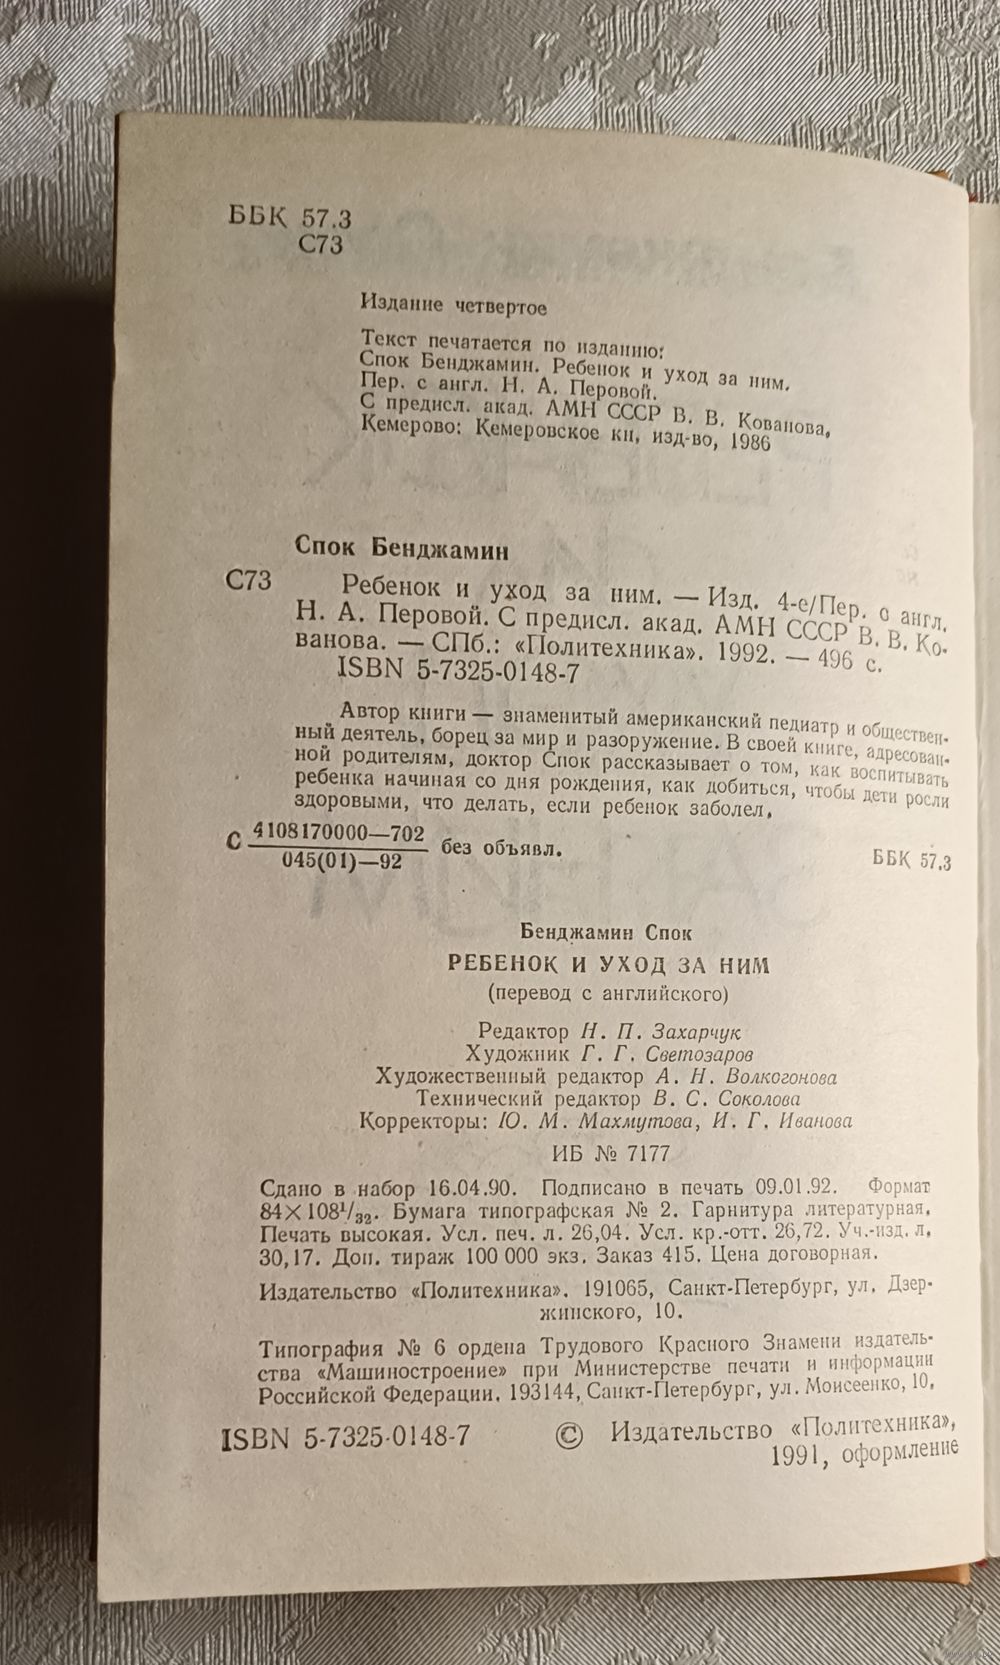 ББК 57.3
С73
Издание четвертое
Текст печатается по изданию:
Спок Бенджамин. Ребенок и уход за ним.
Пер. с англ. Н. А. Перовой.
С предисл. акад. АМН СССР В. В. Кованова,
Кемерово: Кемеровское кн, изд-во, 1986
Спок Бенджамин
С73 Ребенок и уход за ним. — Изд. 4-е/Пер. с англ.
Н. А. Перовой. С предисл. акад. АМН СССР В. В. Ко-
ванова. — СПб.: «Политехника». 1992. — 496 с.
ISBN 5-7325-0148-7
Автор книги — знаменитый американский педиатр и обществен-
ный деятель, борец за мир и разоружение. В своей книге, адресован-
ной родителям, доктор Спок рассказывает о том, как воспитывать
ребенка начиная со дня рождения, как добиться, чтобы дети росли
здоровыми, что делать, если ребенок заболел.
С 4108170000—702
045(01)—92 без объявл.
ББК 57.3
Бенджамин Спок
РЕБЕНОК И УХОД ЗА НИМ
(перевод с английского)
Редактор Н. П. Захарчук
Художник Г. Г. Светозаров
Художественный редактор А. Н. Волкогонова
Технический редактор В. С. Соколова
Корректоры: Ю. М. Махмутова, И. Г. Иванова
ИБ № 7177
Сдано в набор 16.04.90. Подписано в печать 09.01.92. Формат
84×108¹/₃₂. Бумага типографская № 2. Гарнитура литературная.
Печать высокая. Усл. печ. л. 26,04. Усл. кр.-отт. 26,72. Уч.-изд. л.
30,17. Доп. тираж 100 000 экз. Заказ 415. Цена договорная.
Издательство «Политехника». 191065, Санкт-Петербург, ул. Дзер-
жинского, 10.
Типография № 6 ордена Трудового Красного Знамени издатель-
ства «Машиностроение» при Министерстве печати и информации
Российской Федерации. 193144, Санкт-Петербург, ул. Моисеенко, 10.
ISBN 5-7325-0148-7
© Издательство «Политехника»,
1991, оформление